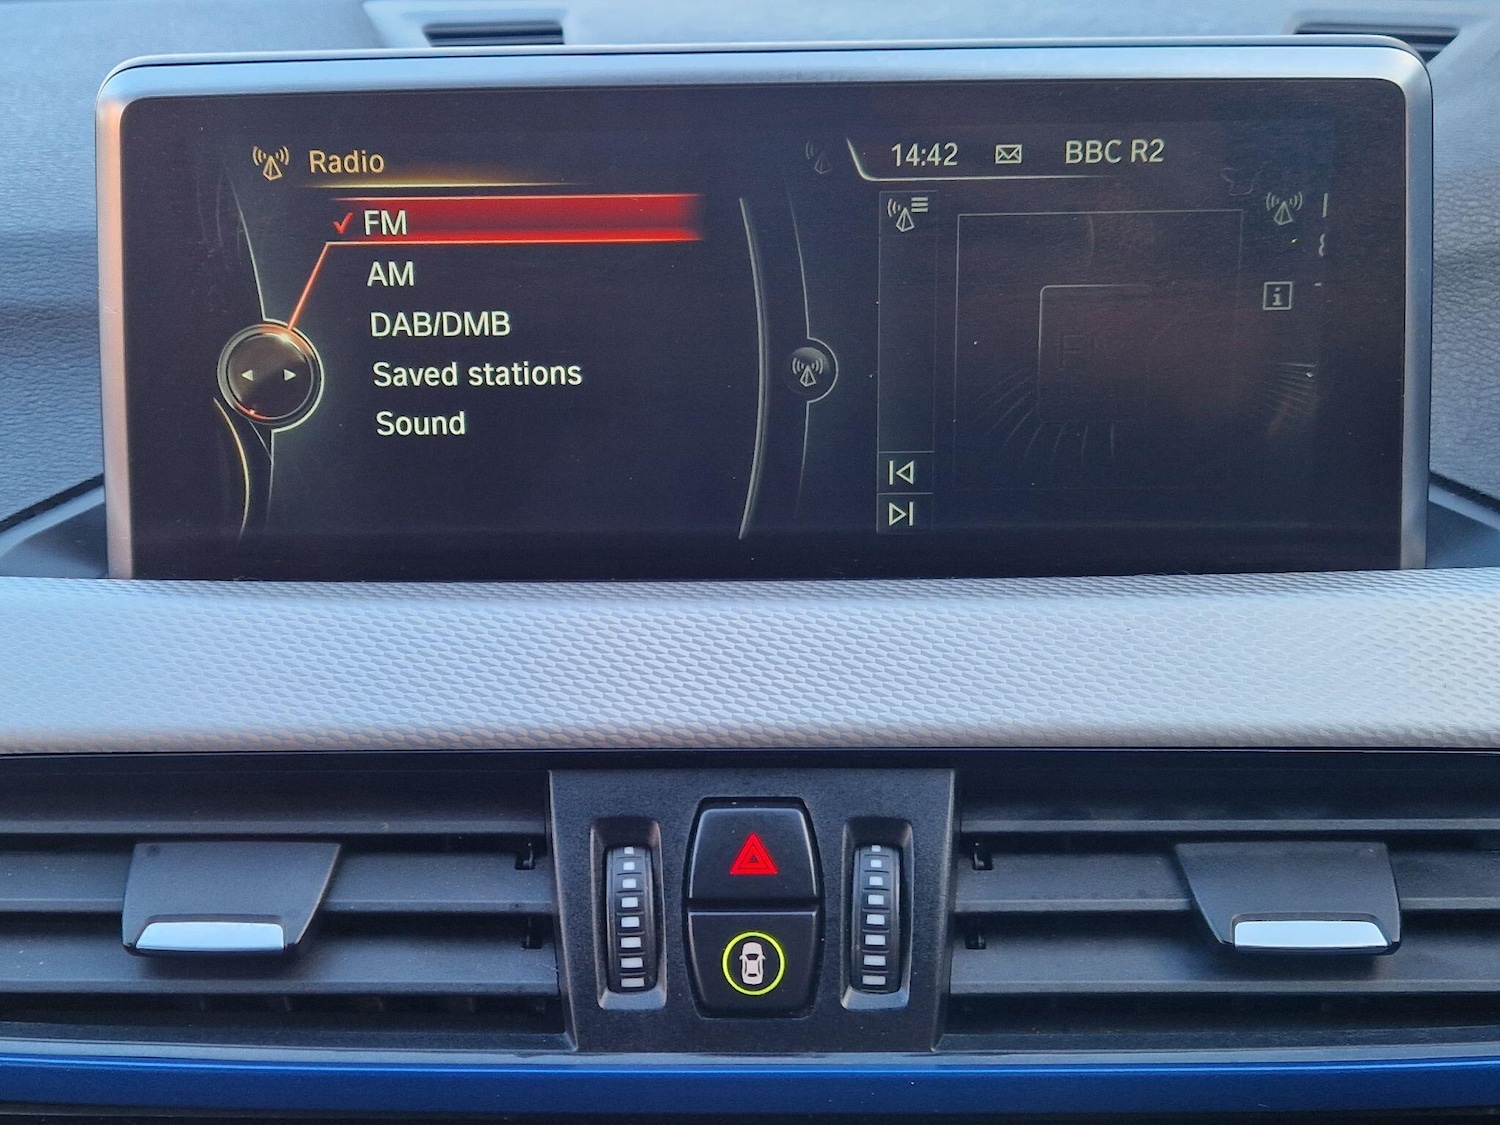 Radio
14:42 BBC R2
FM
AM
DAB/DMB
Saved stations
Sound